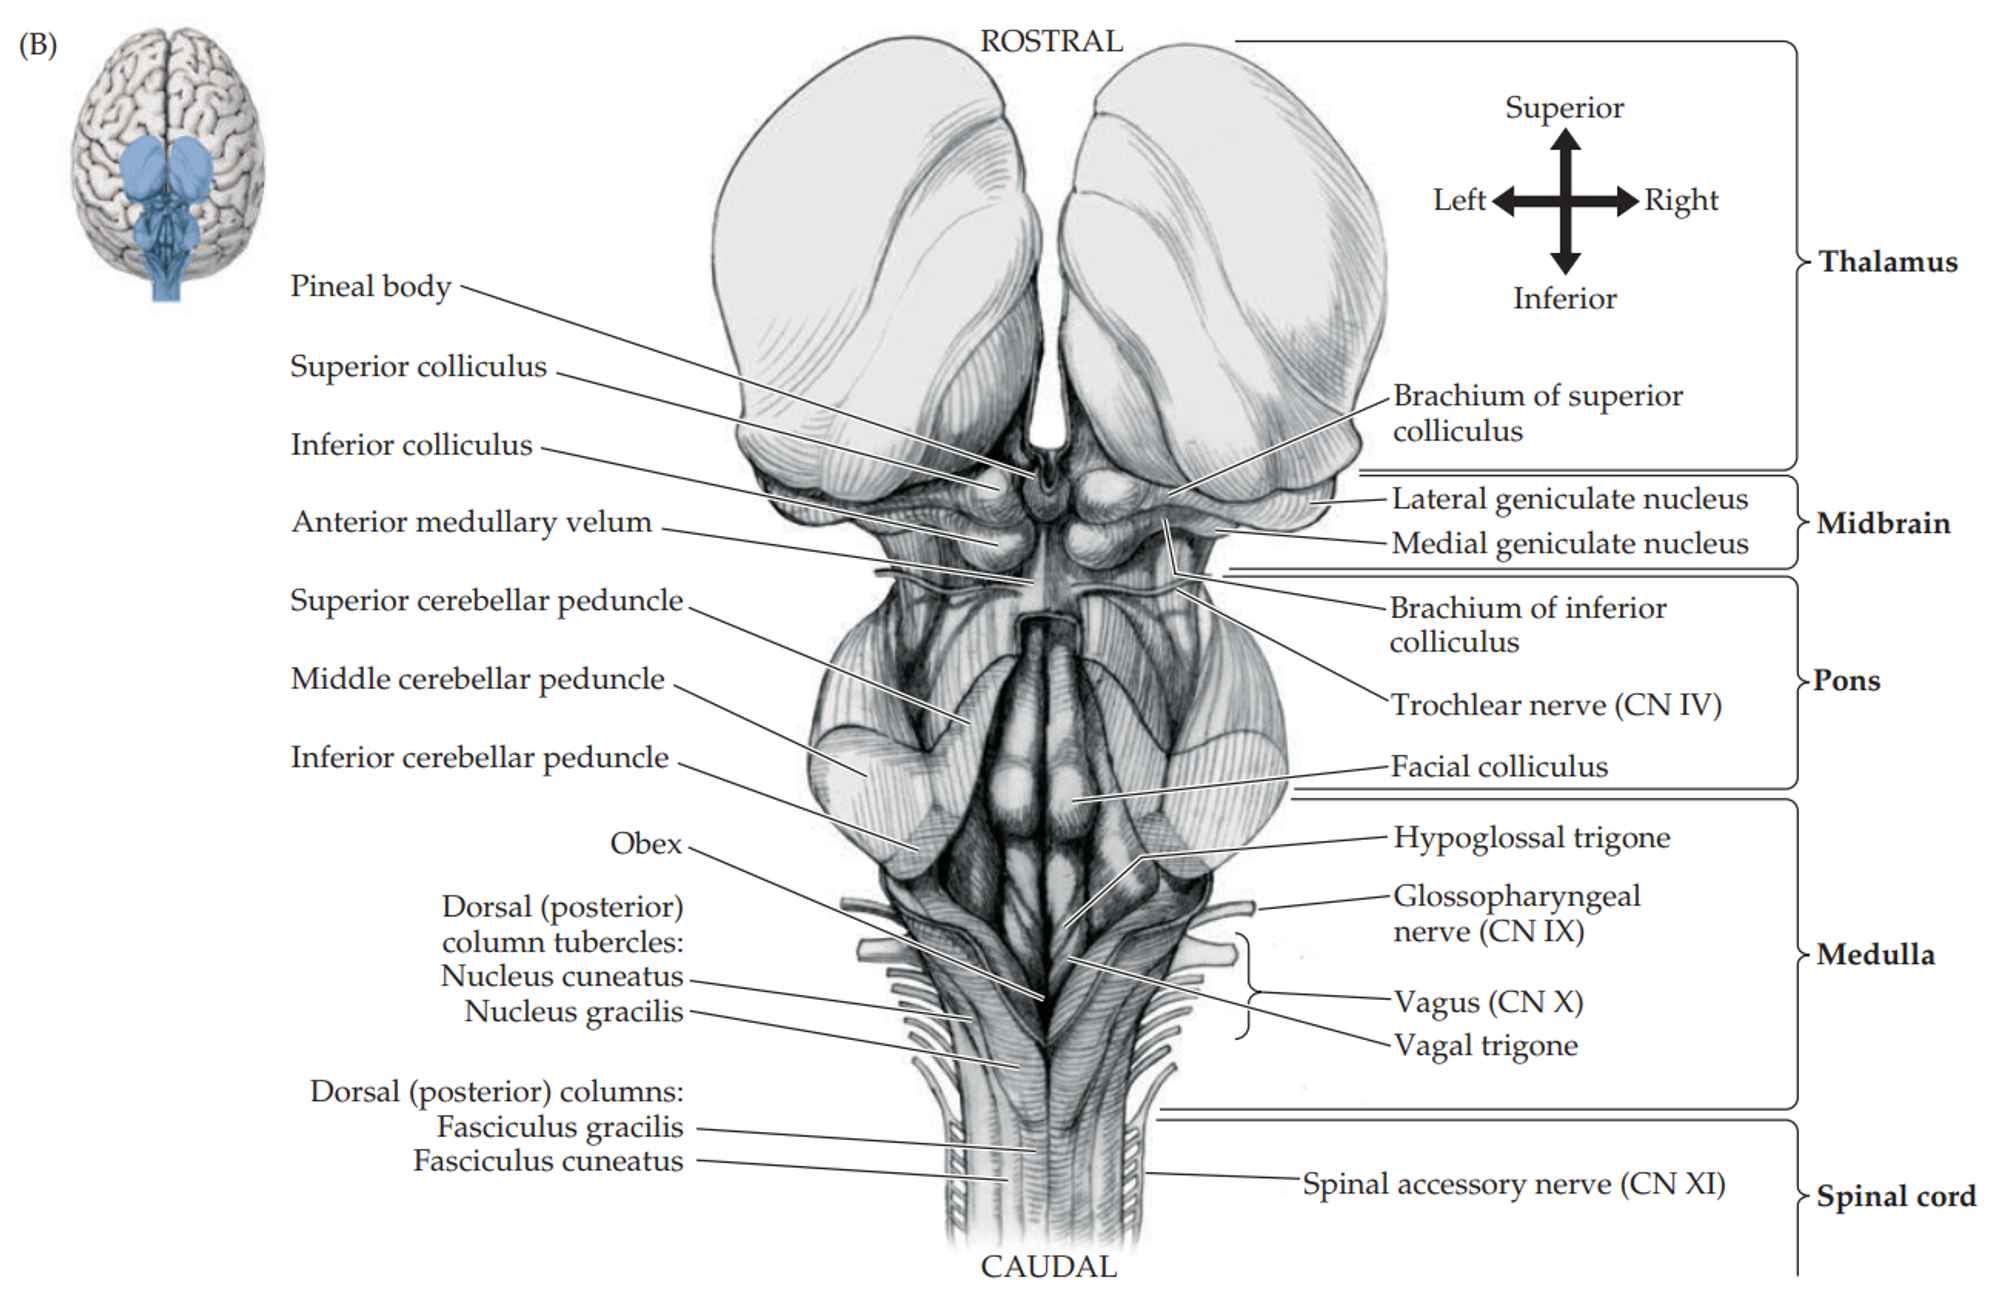 (B)
ROSTRAL
Superior
Left
Right
Inferior
Thalamus
Pineal body
Superior colliculus
Inferior colliculus
Anterior medullary velum
Superior cerebellar peduncle
Middle cerebellar peduncle
Inferior cerebellar peduncle
Obex
Dorsal (posterior)
column tubercles:
Nucleus cuneatus
Nucleus gracilis
Dorsal (posterior) columns:
Fasciculus gracilis
Fasciculus cuneatus
Brachium of superior
colliculus
Lateral geniculate nucleus
Medial geniculate nucleus
Midbrain
Brachium of inferior
colliculus
Trochlear nerve (CN IV)
Facial colliculus
Pons
Hypoglossal trigone
Glossopharyngeal
nerve (CN IX)
Vagus (CN X)
Vagal trigone
Medulla
Spinal accessory nerve (CN XI)
Spinal cord
CAUDAL